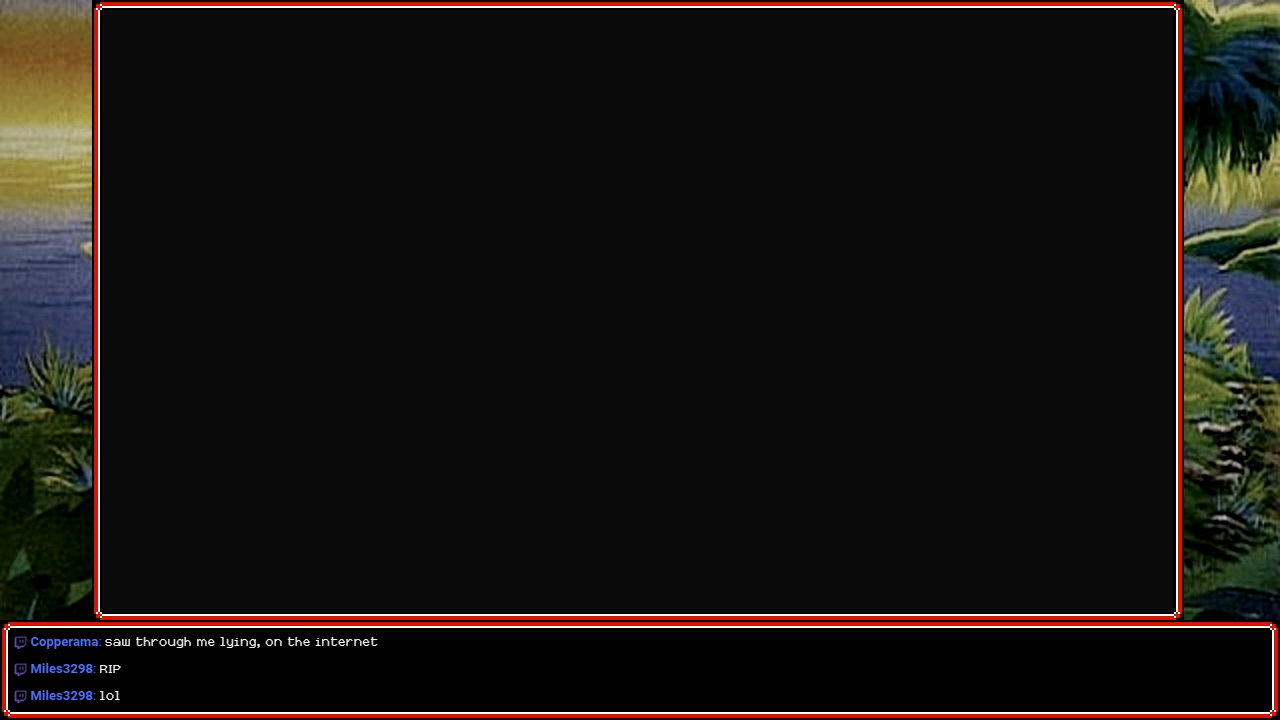 Copperama: saw through me lying, on the internet
Miles3298: RIP
Miles3298: lol